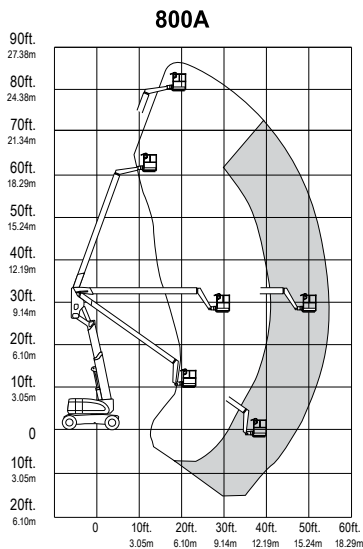 800A
90ft.
27.38m
80ft.
24.38m
70ft.
21.34m
60ft.
18.29m
50ft.
15.24m
40ft.
12.19m
30ft.
9.14m
20ft.
6.10m
10ft.
3.05m
0
10ft.
3.05m
20ft.
6.10m
0 10ft. 20ft. 30ft. 40ft. 50ft. 60ft.
3.05m 6.10m 9.14m 12.19m 15.24m 18.29m